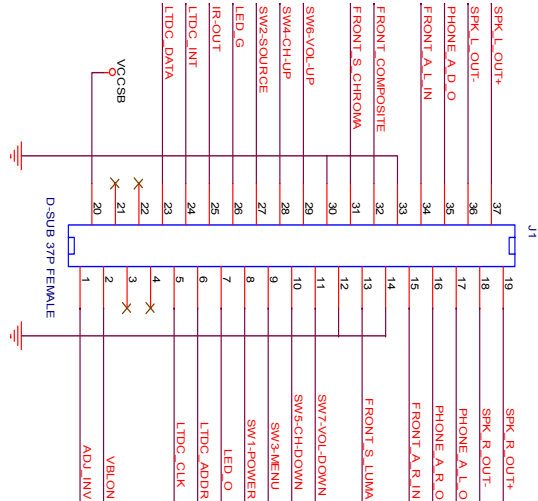 LTDC_DATA
LTDC_INT
IR-OUT
LED_G
SW2-SOURCE
SW4-CH-UP
SW6-VOL-UP
FRONT_S_CHROMA
FRONT_COMPOSITE
FRONT_A_L_IN
PHONE_A_D_O
SPK_L_OUT-
SPK_L_OUT+
VCCSB
20
21
22
23
24
25
26
27
28
29
30
31
32
33
34
35
36
37
J1
D-SUB 37P FEMALE
1
2
3
4
5
6
7
8
9
10
11
12
13
14
15
16
17
18
19
ADJ_INV
VBLON
LTDC_CLK
LTDC_ADDR
LED_O
SW1-POWER
SW3-MENU
SW5-CH-DOWN
SW7-VOL-DOWN
FRONT_S_LUMA
FRONT_A_R_IN
PHONE_A_R_O
PHONE_A_L_O
SPK_R_OUT-
SPK_R_OUT+